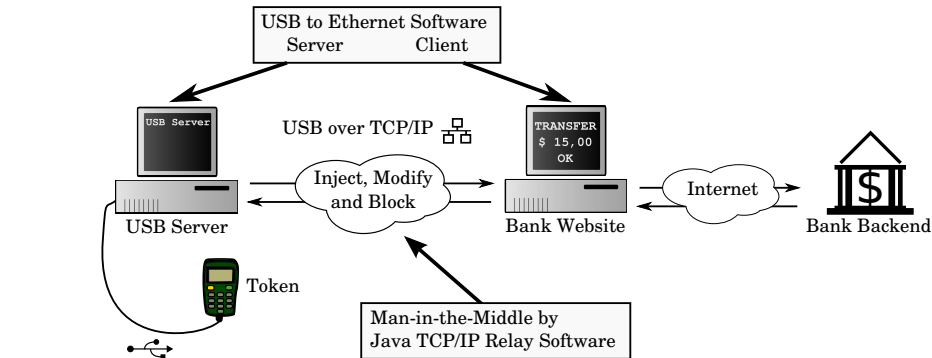 USB to Ethernet Software
Server Client
USB Server
TRANSFER
$ 15,00
OK
USB over TCP/IP
Inject, Modify
and Block
Internet
$
USB Server
Bank Website
Bank Backend
Token
Man-in-the-Middle by
Java TCP/IP Relay Software